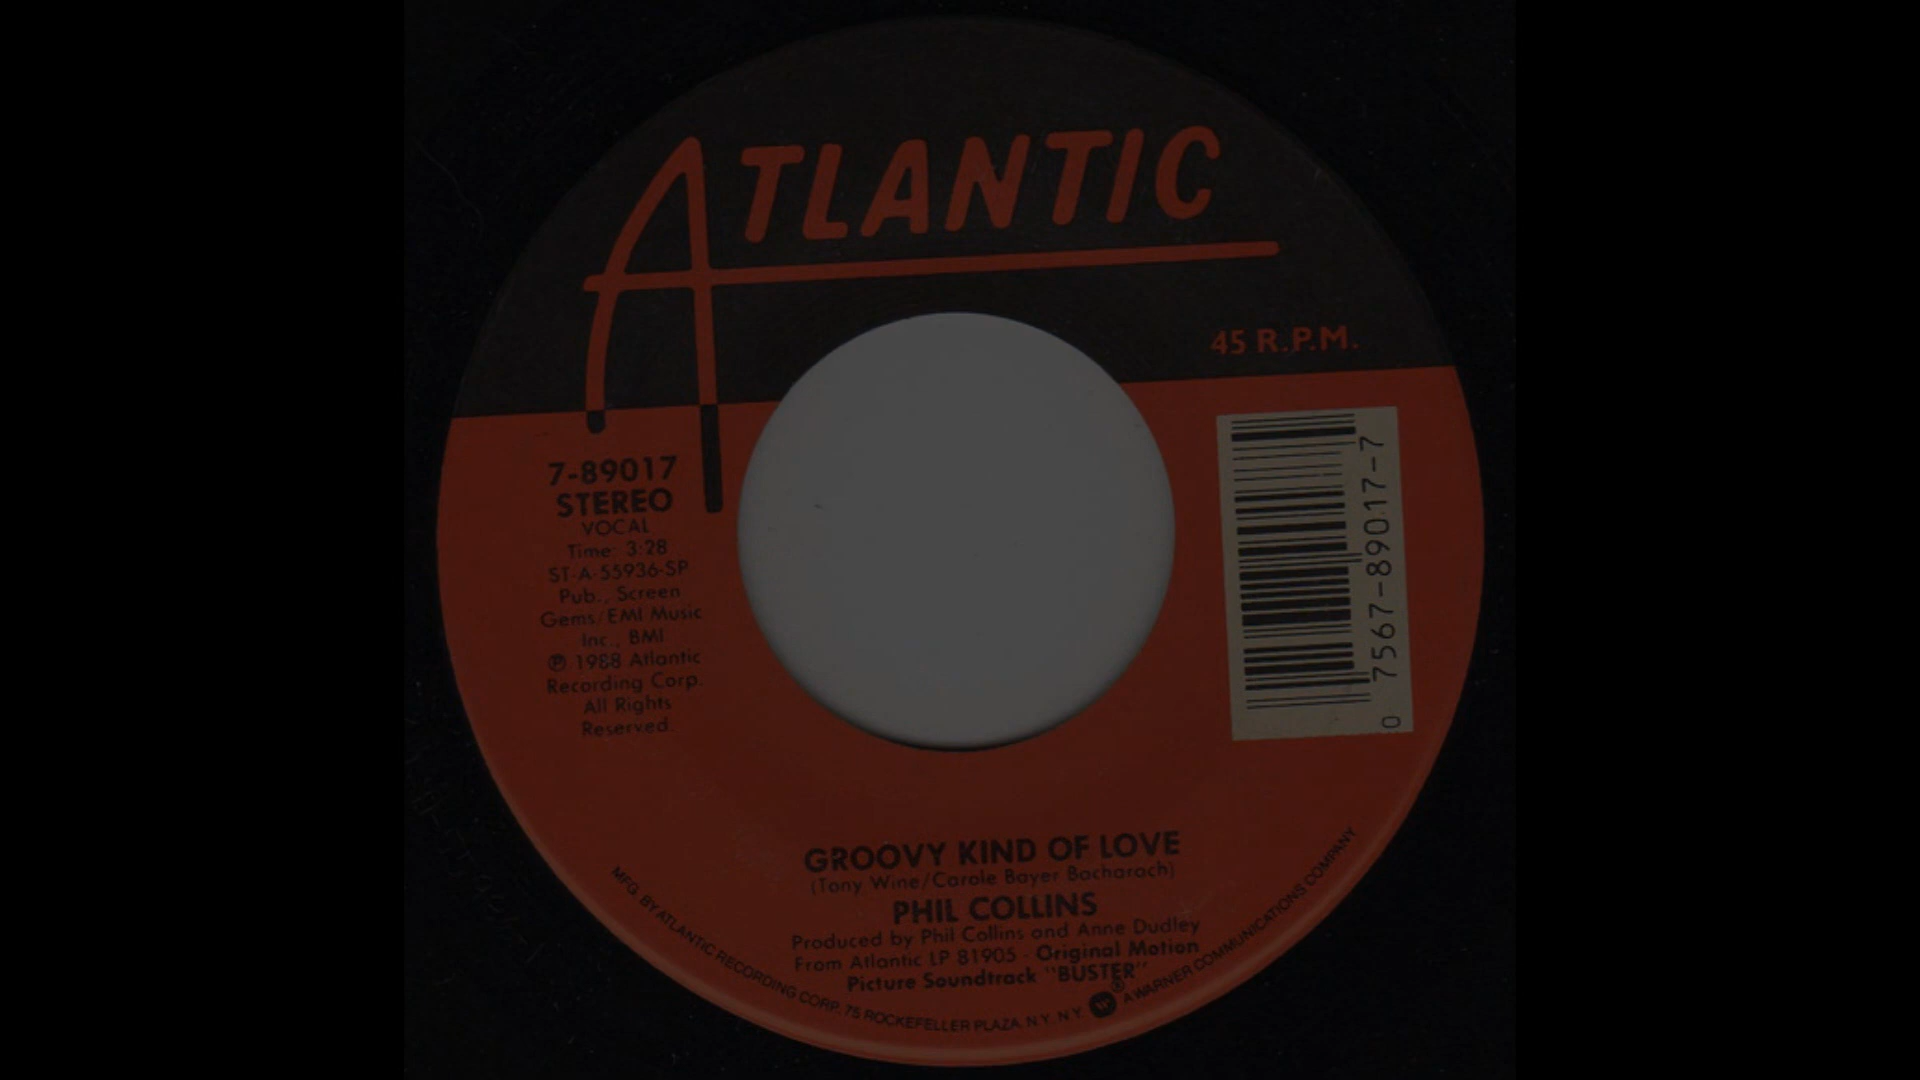 ATLANTIC
45 R.P.M.
7-89017
STEREO
VOCAL
Time: 3:28
ST-A-55936-SP
Pub., Screen
Gems/EMI Music
Inc., BMI
℗ 1988 Atlantic
Recording Corp.
All Rights
Reserved.
0 7567-89017-7
GROOVY KIND OF LOVE
(Tony Wine/Carole Bayer Bacharach)
PHIL COLLINS
Produced by Phil Collins and Anne Dudley
From Atlantic LP 81905 - Original Motion
Picture Soundtrack "BUSTER"
MFG. BY ATLANTIC RECORDING CORP. 75 ROCKEFELLER PLAZA, N.Y. N.Y. ® A WARNER COMMUNICATIONS COMPANY